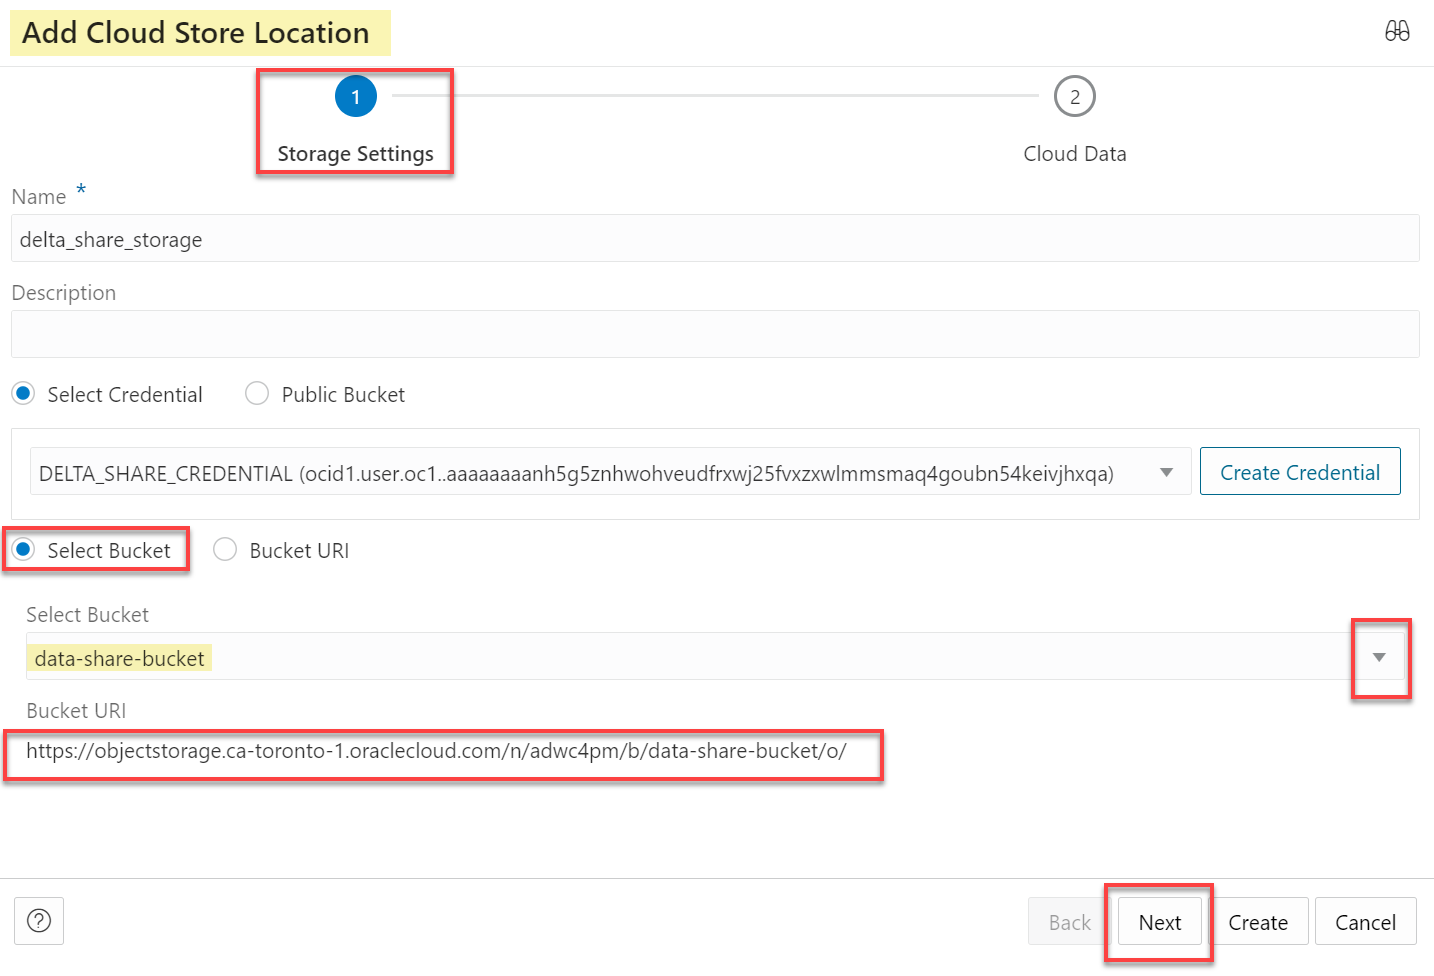 Add Cloud Store Location
1
2
Storage Settings
Cloud Data
Name *
delta_share_storage
Description
Select Credential
Public Bucket
DELTA_SHARE_CREDENTIAL (ocid1.user.oc1..aaaaaaaanh5g5znhwohveudfrxwj25fvxzxwlmmsmaq4goubn54keivjhxqa)
Create Credential
Select Bucket
Bucket URI
Select Bucket
data-share-bucket
Bucket URI
https://objectstorage.ca-toronto-1.oraclecloud.com/n/adwc4pm/b/data-share-bucket/o/
?
Back
Next
Create
Cancel